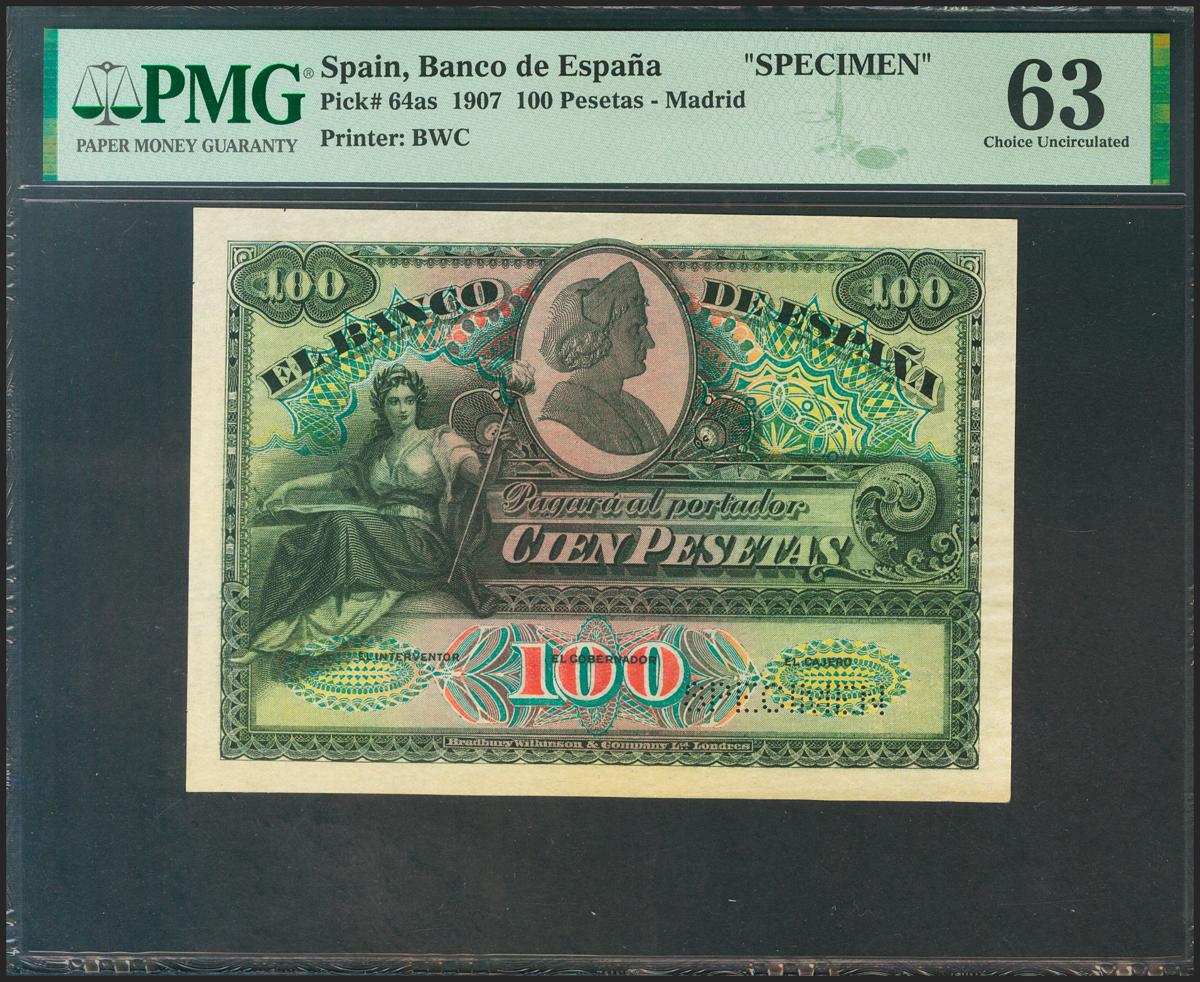 PMG®
PAPER MONEY GUARANTY
Spain, Banco de España
Pick# 64as 1907 100 Pesetas - Madrid
Printer: BWC
"SPECIMEN"
63
Choice Uncirculated
100
100
EL BANCO DE ESPAÑA
Pagará al portador
CIEN PESETAS
EL INTERVENTOR
EL GOBERNADOR
EL CAJERO
100
SPECIMEN
Bradbury Wilkinson & Company Ld. Londres